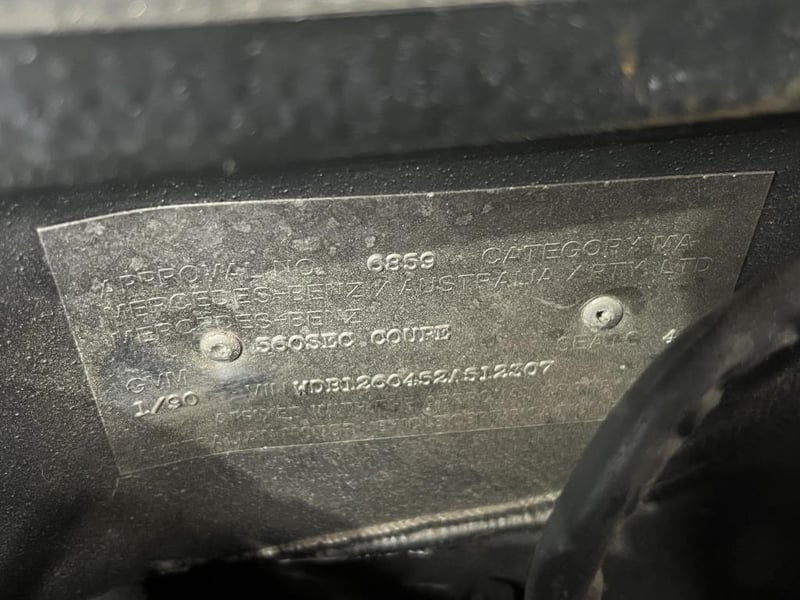 APPROVAL NO. 6859 CATEGORY MA
MERCEDES-BENZ / AUSTRALIA / PTY LTD
MERCEDES-BENZ
560SEC COUPE SEATS 4
GVM VIN WDB1260452A512307
1/90